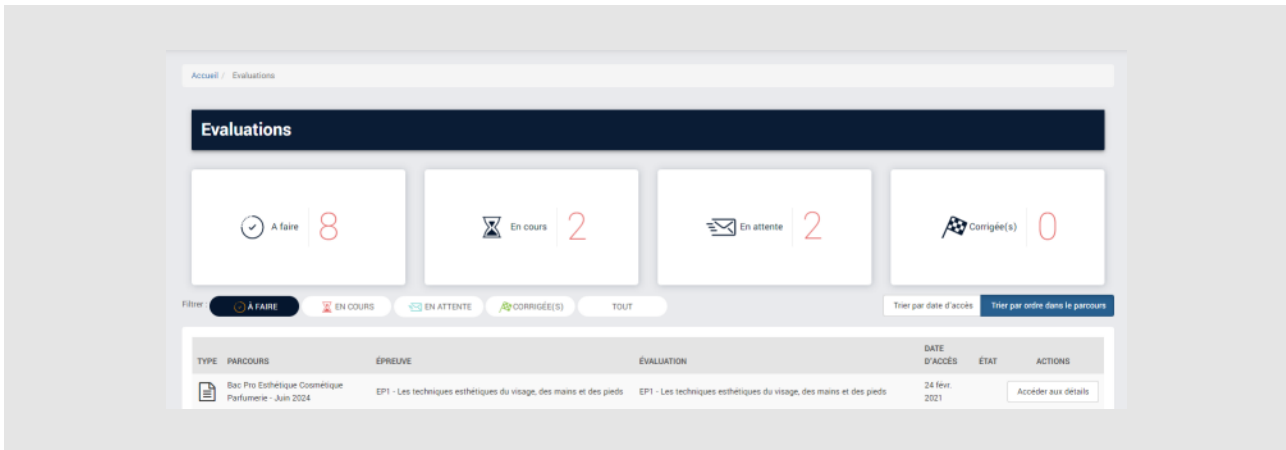 Accueil / Evaluations
Evaluations
A faire 8
En cours 2
En attente 2
Corrigée(s) 0
Filtrer : À FAIRE EN COURS EN ATTENTE CORRIGÉE(S) TOUT Trier par date d'accès Trier par ordre dans le parcours
TYPE PARCOURS ÉPREUVE ÉVALUATION DATE D'ACCÈS ÉTAT ACTIONS
Bac Pro Esthétique Cosmétique
Parfumerie - Juin 2024
EP1 - Les techniques esthétiques du visage, des mains et des pieds
EP1 - Les techniques esthétiques du visage, des mains et des pieds
24 févr.
2021
Accéder aux détails